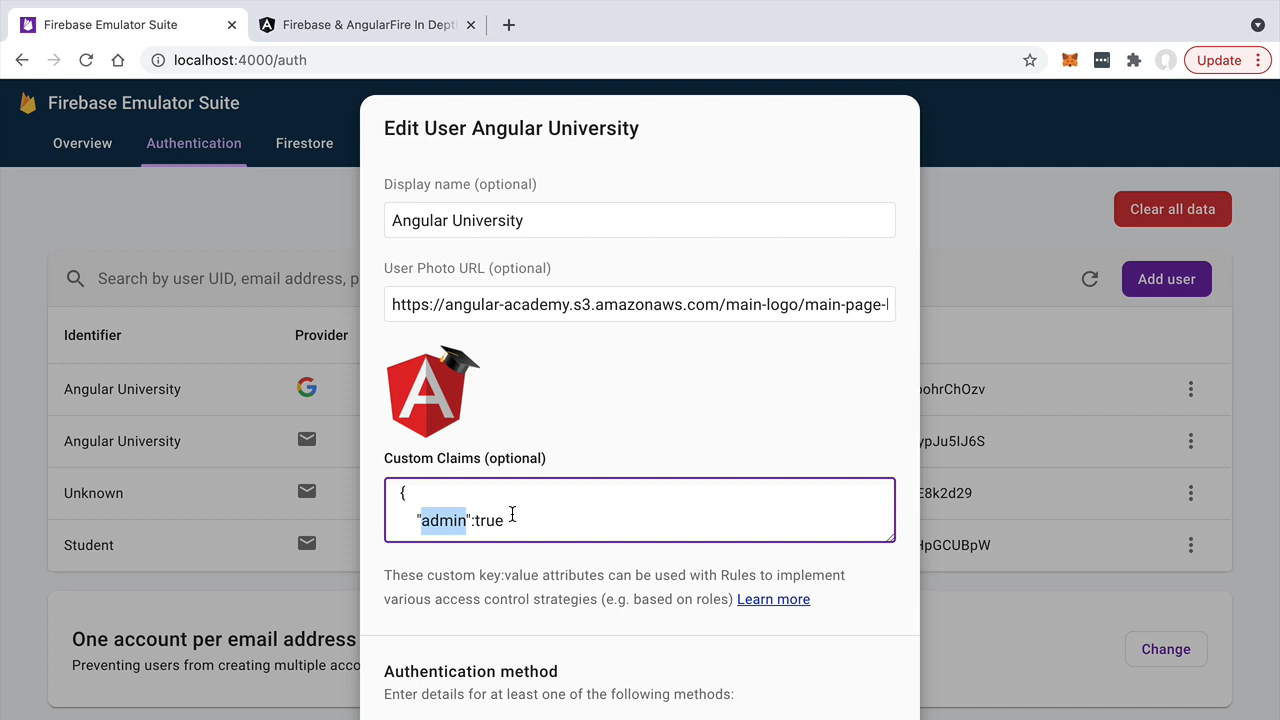 Firebase Emulator Suite
Firebase & AngularFire In Dept
localhost:4000/auth
Update
Firebase Emulator Suite
Overview
Authentication
Firestore
Clear all data
Search by user UID, email address, p
Add user
Identifier
Provider
Angular University
ohrChOzv
Angular University
ypJu5lJ6S
Unknown
E8k2d29
Student
HpGCUBpW
One account per email address
Preventing users from creating multiple acco
Change
Edit User Angular University
Display name (optional)
Angular University
User Photo URL (optional)
https://angular-academy.s3.amazonaws.com/main-logo/main-page-l
A
Custom Claims (optional)
{
"admin":true
These custom key:value attributes can be used with Rules to implement
various access control strategies (e.g. based on roles) Learn more
Authentication method
Enter details for at least one of the following methods: